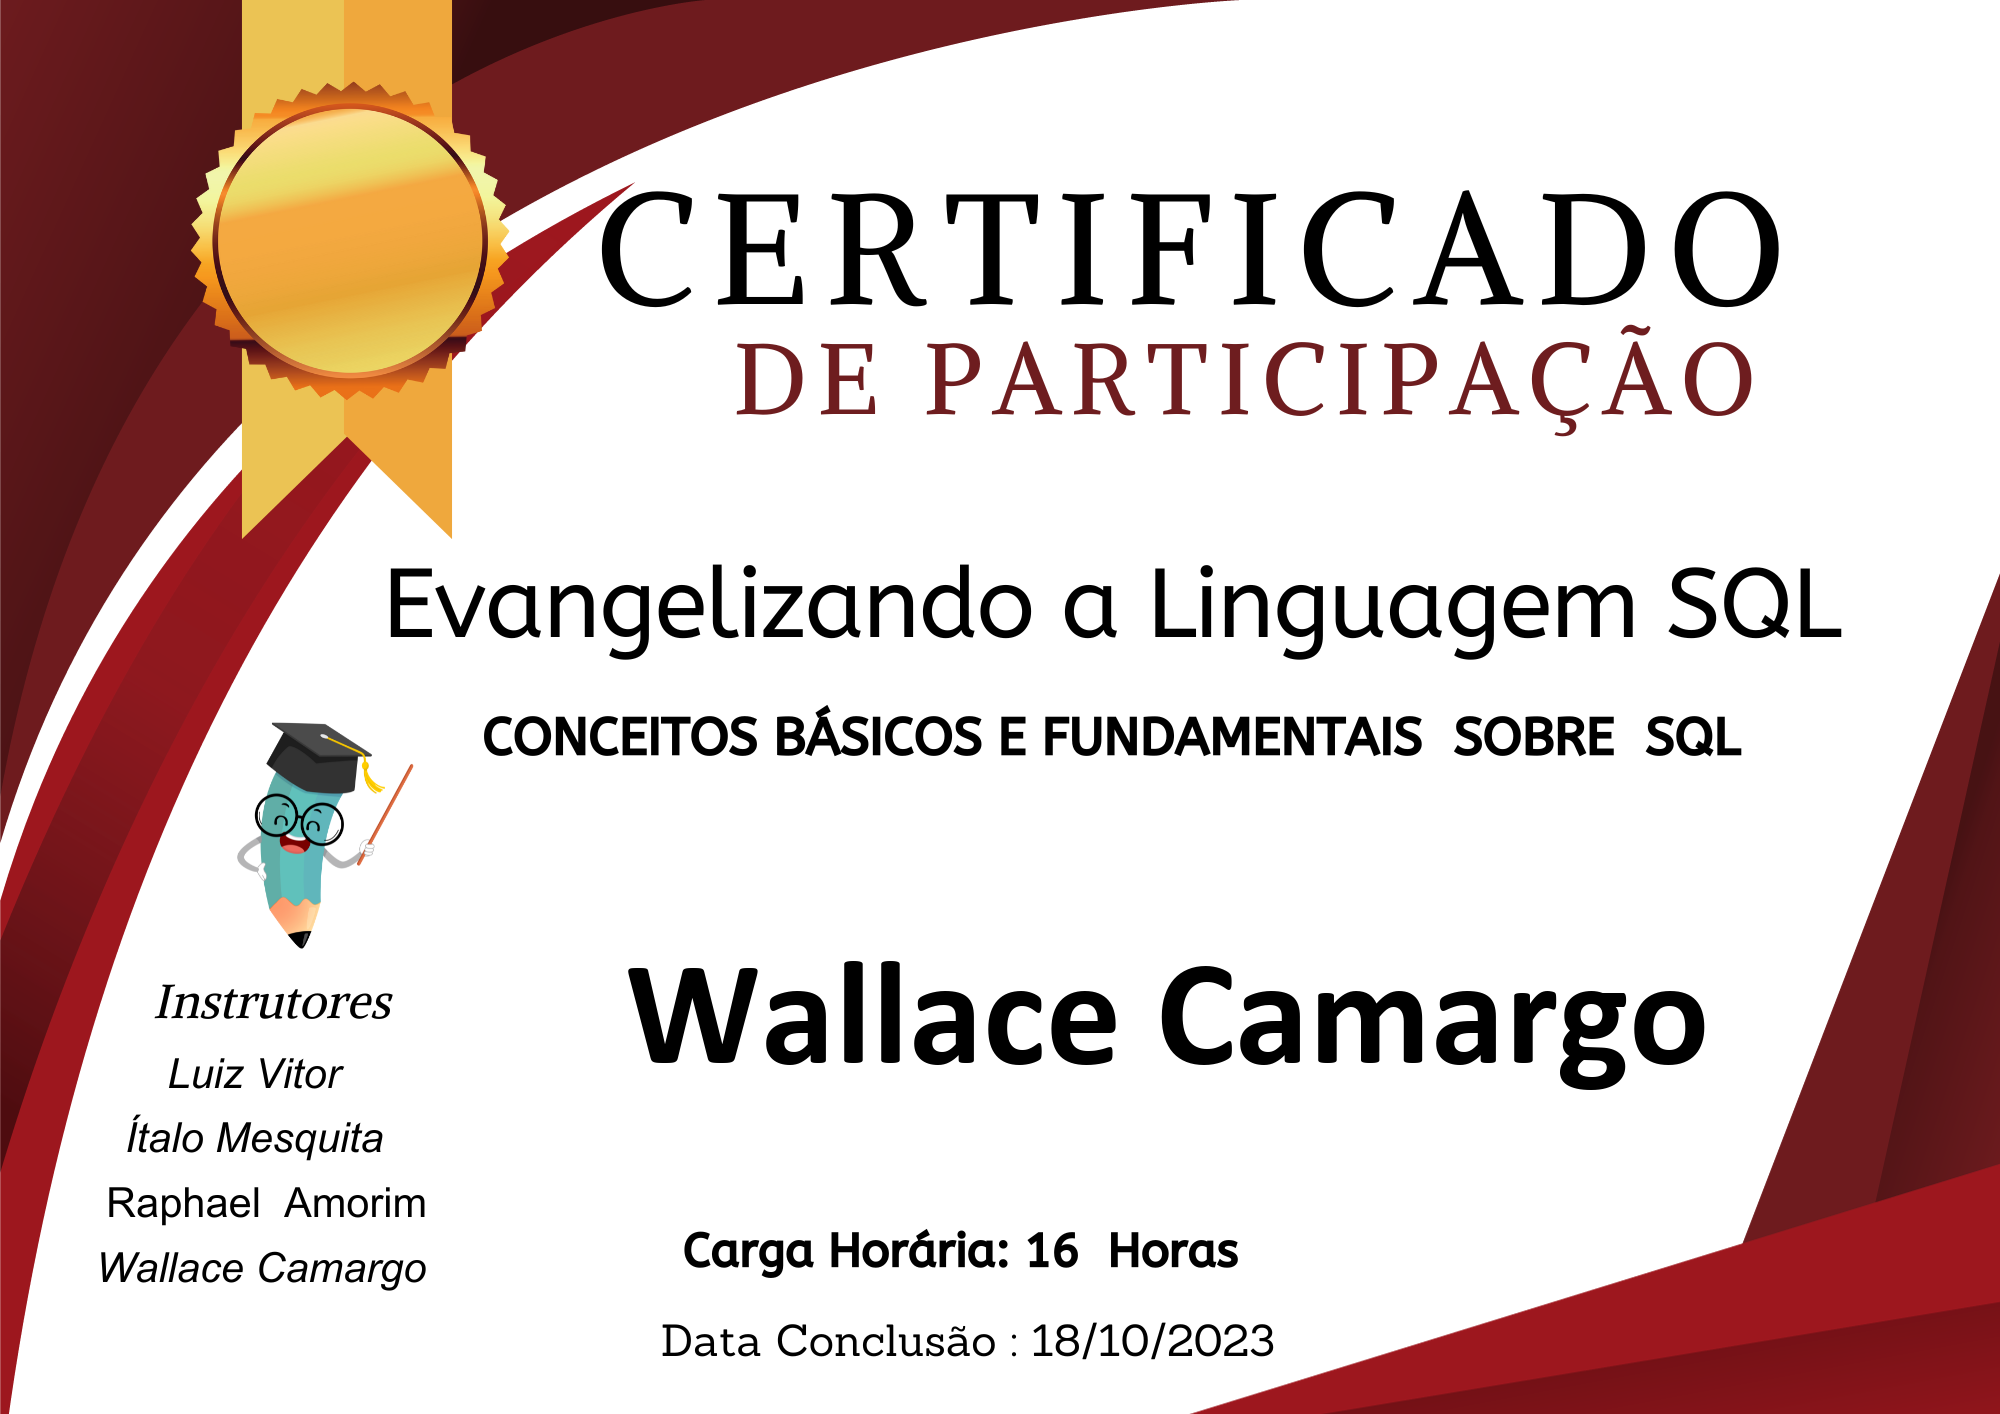 CERTIFICADO
DE PARTICIPAÇÃO
Evangelizando a Linguagem SQL
CONCEITOS BÁSICOS E FUNDAMENTAIS SOBRE SQL
Wallace Camargo
Instrutores
Luiz Vitor
Ítalo Mesquita
Raphael Amorim
Wallace Camargo
Carga Horária: 16 Horas
Data Conclusão : 18/10/2023